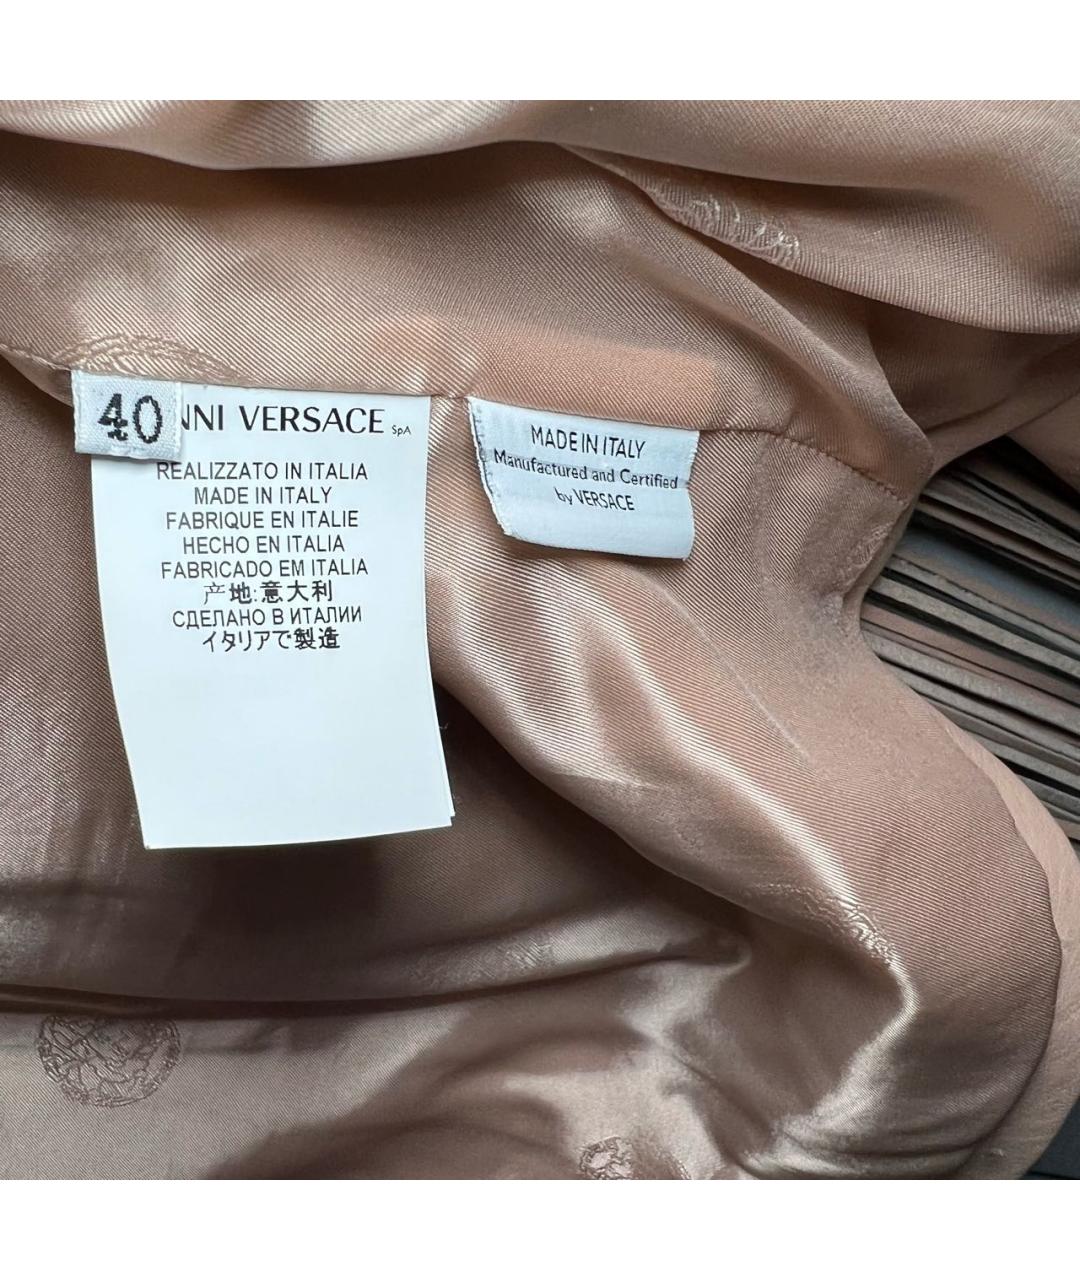 40
NNI VERSACE SpA
REALIZZATO IN ITALIA
MADE IN ITALY
FABRIQUE EN ITALIE
HECHO EN ITALIA
FABRICADO EM ITALIA
产地:意大利
СДЕЛАНО В ИТАЛИИ
イタリアで製造
MADE IN ITALY
Manufactured and Certified
by VERSACE